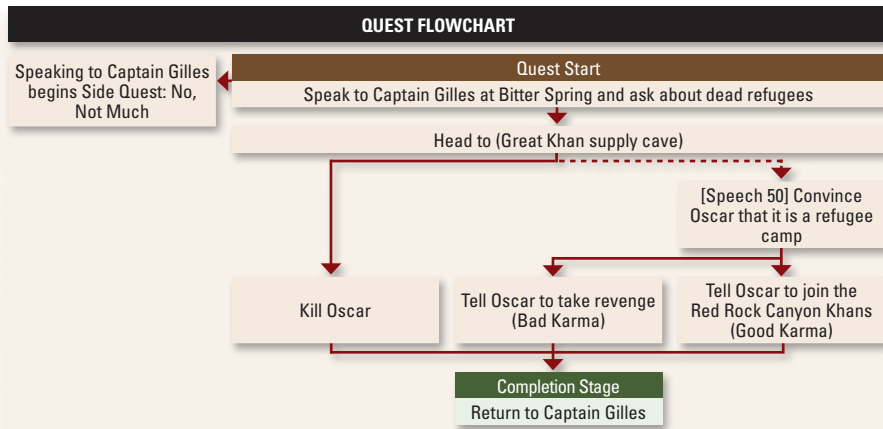 QUEST FLOWCHART
Speaking to Captain Gilles
begins Side Quest: No,
Not Much
Quest Start
Speak to Captain Gilles at Bitter Spring and ask about dead refugees
Head to (Great Khan supply cave)
[Speech 50] Convince
Oscar that it is a refugee
camp
Kill Oscar
Tell Oscar to take revenge
(Bad Karma)
Tell Oscar to join the
Red Rock Canyon Khans
(Good Karma)
Completion Stage
Return to Captain Gilles